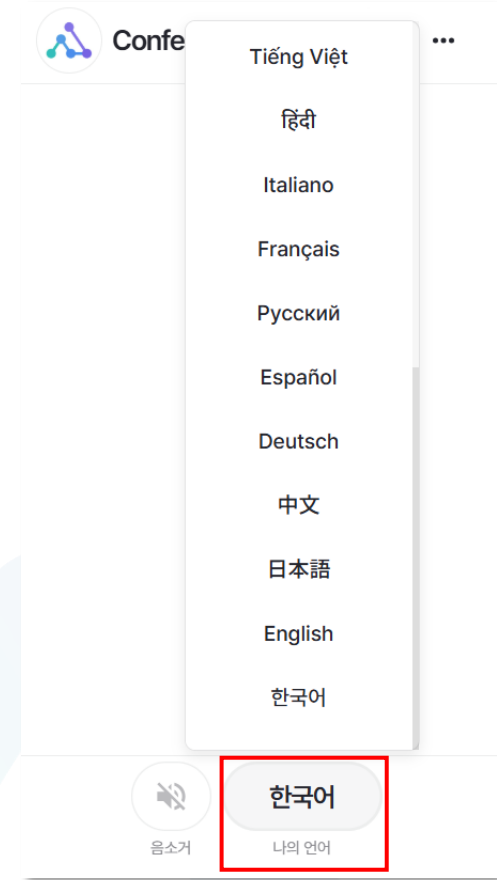 Confe
Tiếng Việt
हिंदी
Italiano
Français
Русский
Español
Deutsch
中文
日本語
English
한국어
한국어
음소거
나의 언어